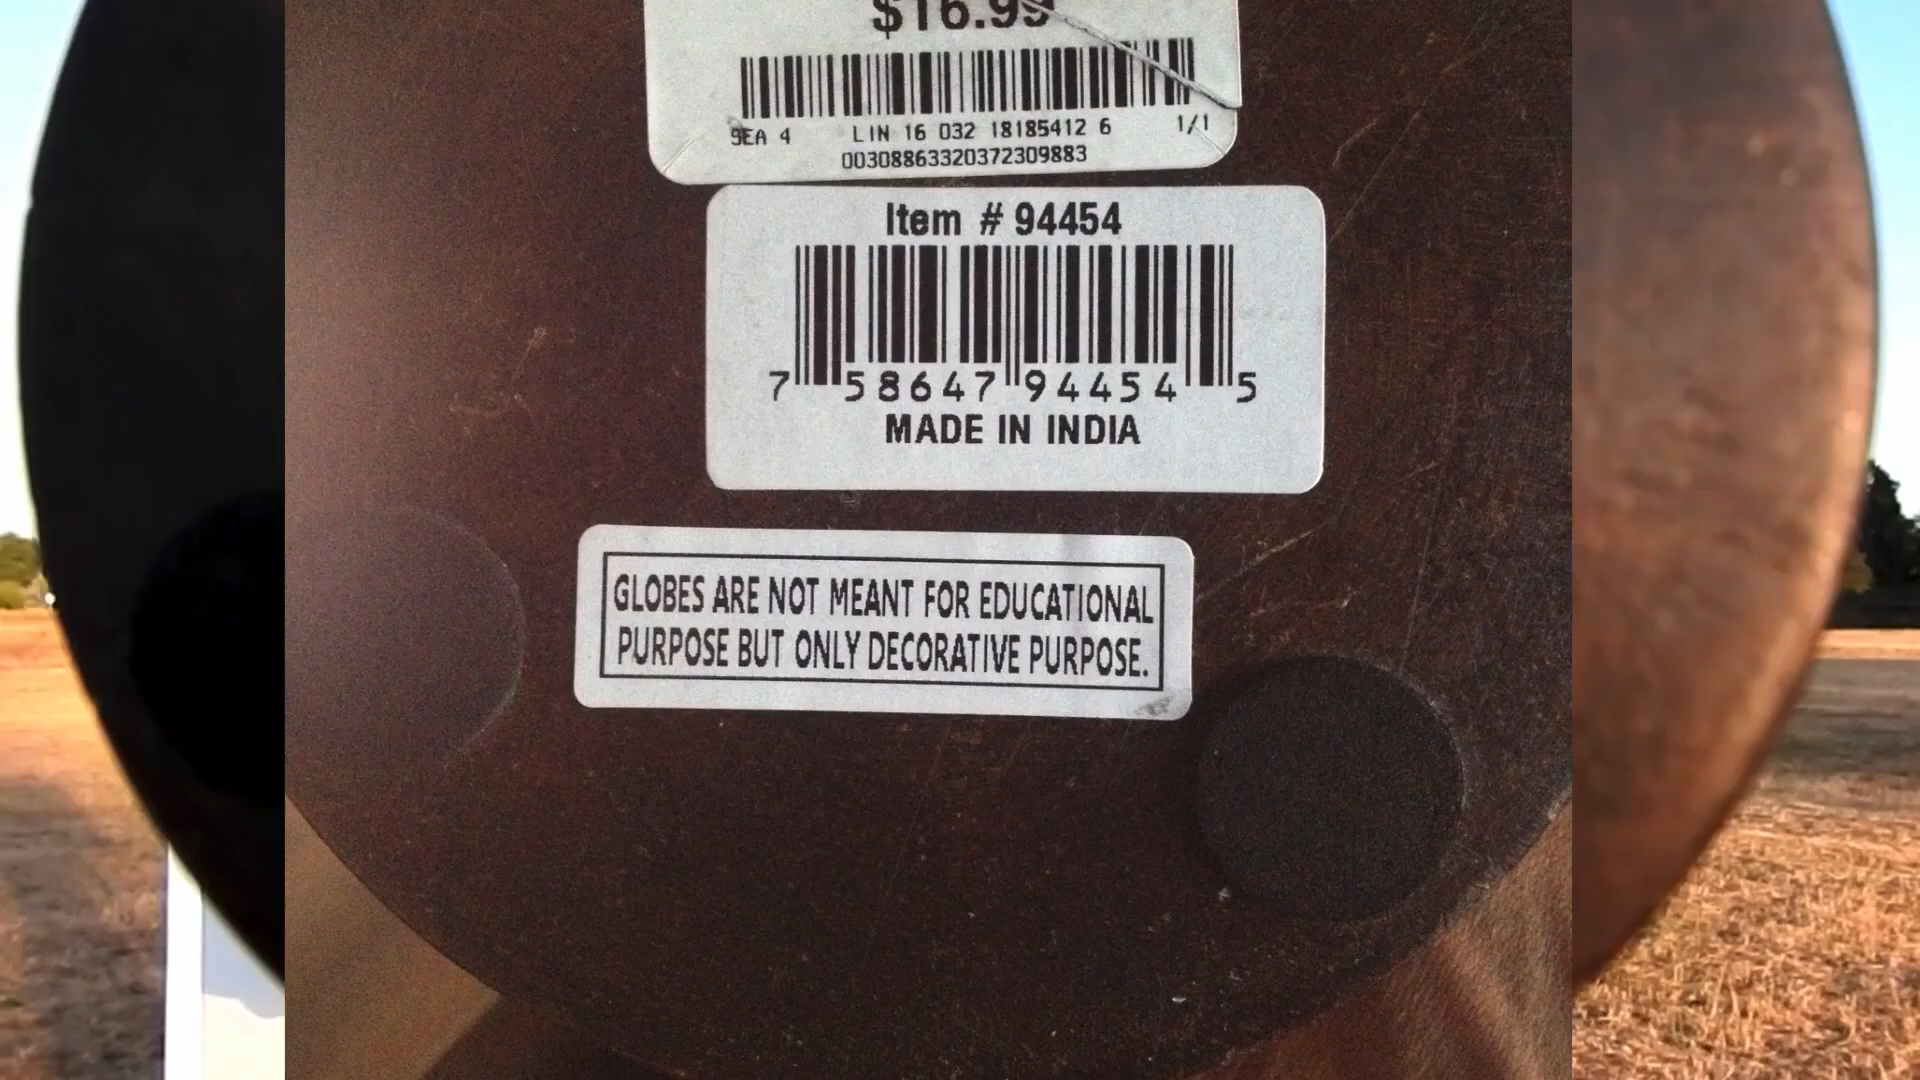 $16.99
SEA 4 LIN 16 032 18185412 6 1/1
00308863320372309883
Item # 94454
7 58647 94454 5
MADE IN INDIA
GLOBES ARE NOT MEANT FOR EDUCATIONAL
PURPOSE BUT ONLY DECORATIVE PURPOSE.